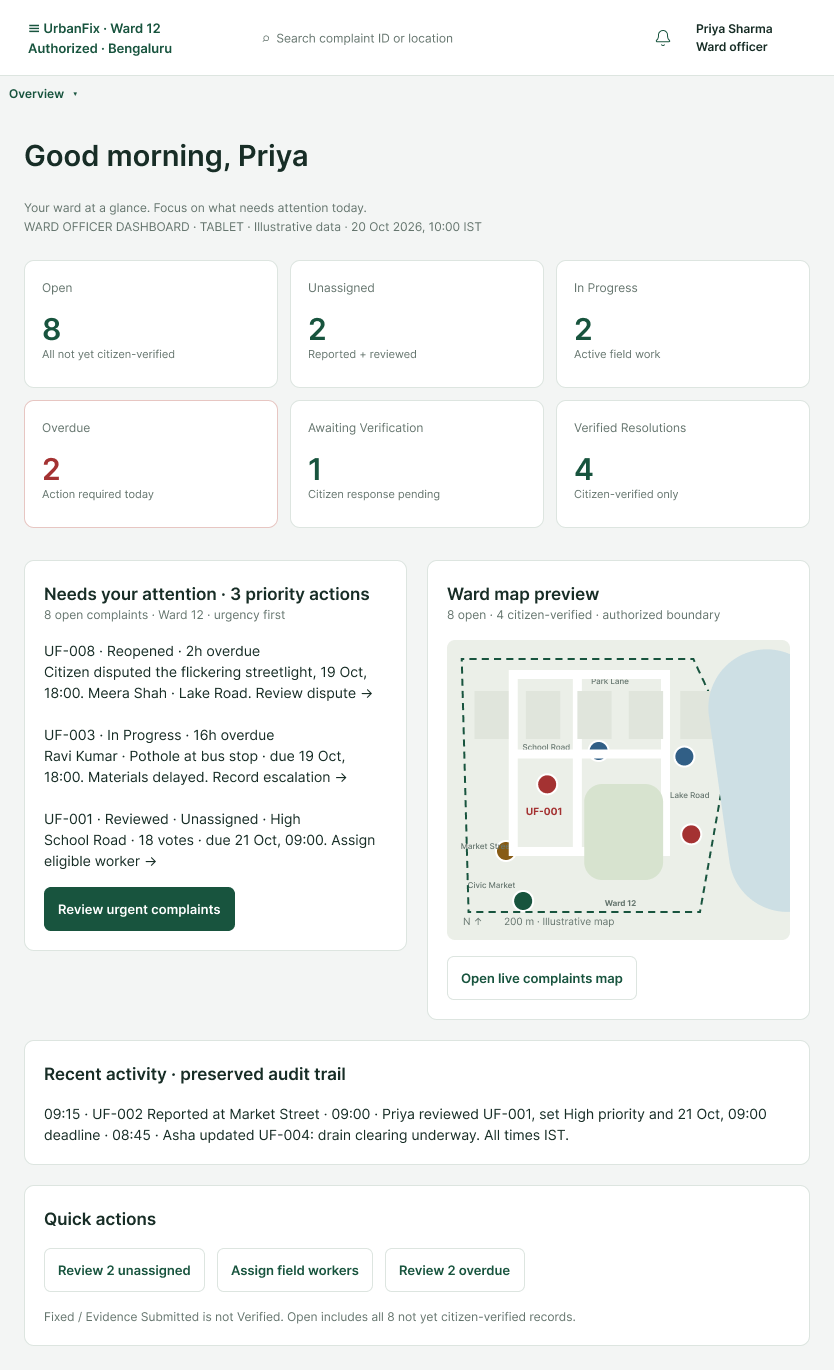 ≡ UrbanFix · Ward 12
Authorized · Bengaluru
⌕ Search complaint ID or location
Priya Sharma
Ward officer
Overview ▾
Good morning, Priya
Your ward at a glance. Focus on what needs attention today.
WARD OFFICER DASHBOARD · TABLET · Illustrative data · 20 Oct 2026, 10:00 IST
Open
8
All not yet citizen-verified
Unassigned
2
Reported + reviewed
In Progress
2
Active field work
Overdue
2
Action required today
Awaiting Verification
1
Citizen response pending
Verified Resolutions
4
Citizen-verified only
Needs your attention · 3 priority actions
8 open complaints · Ward 12 · urgency first
UF-008 · Reopened · 2h overdue
Citizen disputed the flickering streetlight, 19 Oct,
18:00. Meera Shah · Lake Road. Review dispute →
UF-003 · In Progress · 16h overdue
Ravi Kumar · Pothole at bus stop · due 19 Oct,
18:00. Materials delayed. Record escalation →
UF-001 · Reviewed · Unassigned · High
School Road · 18 votes · due 21 Oct, 09:00. Assign
eligible worker →
Review urgent complaints
Ward map preview
8 open · 4 citizen-verified · authorized boundary
Park Lane
School Road
UF-001
Lake Road
Market
Civic Market
Ward 12
N ↑
200 m · Illustrative map
Open live complaints map
Recent activity · preserved audit trail
09:15 · UF-002 Reported at Market Street · 09:00 · Priya reviewed UF-001, set High priority and 21 Oct, 09:00
deadline · 08:45 · Asha updated UF-004: drain clearing underway. All times IST.
Quick actions
Review 2 unassigned
Assign field workers
Review 2 overdue
Fixed / Evidence Submitted is not Verified. Open includes all 8 not yet citizen-verified records.